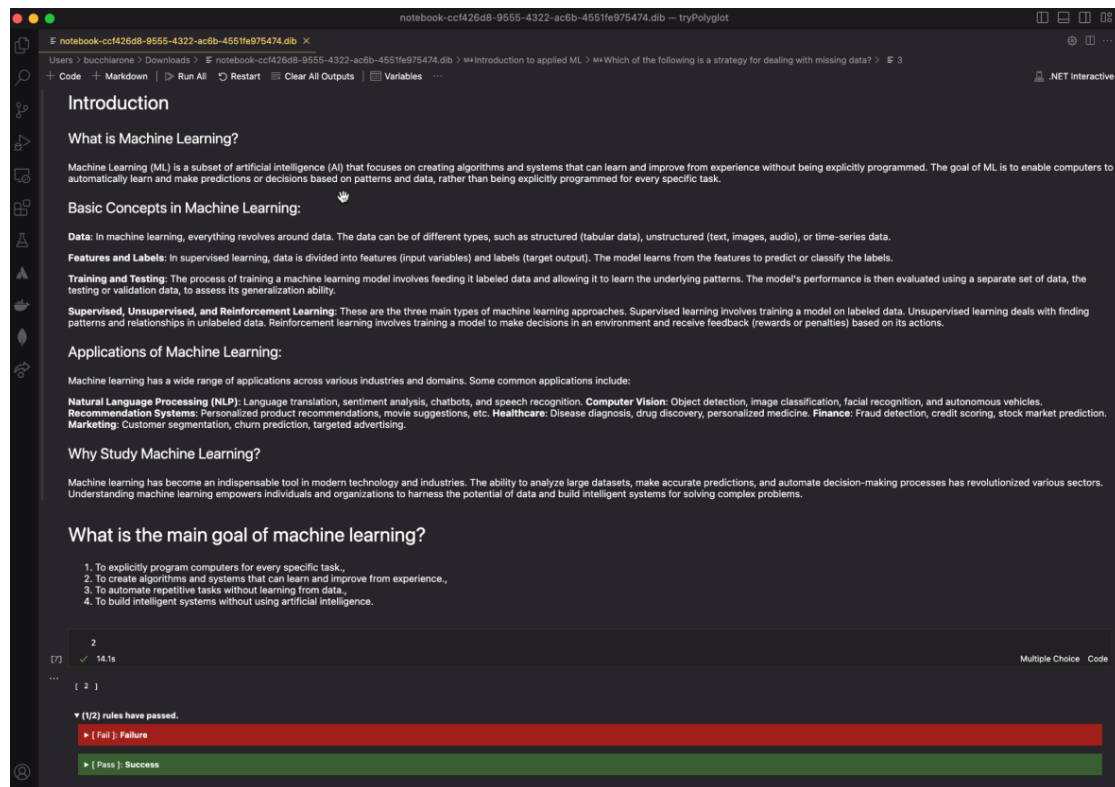 notebook-ccf426d8-9555-4322-ac6b-4551fe975474.dib — tryPolyglot
notebook-ccf426d8-9555-4322-ac6b-4551fe975474.dib ×
Users > bucchiarone > Downloads > notebook-ccf426d8-9555-4322-ac6b-4551fe975474.dib > M↓Introduction to applied ML > M↓Which of the following is a strategy for dealing with missing data? > 3
+ Code + Markdown | Run All Restart Clear All Outputs | Variables ··· .NET Interactive
Introduction
What is Machine Learning?
Machine Learning (ML) is a subset of artificial intelligence (AI) that focuses on creating algorithms and systems that can learn and improve from experience without being explicitly programmed. The goal of ML is to enable computers to
automatically learn and make predictions or decisions based on patterns and data, rather than being explicitly programmed for every specific task.
Basic Concepts in Machine Learning:
Data: In machine learning, everything revolves around data. The data can be of different types, such as structured (tabular data), unstructured (text, images, audio), or time-series data.
Features and Labels: In supervised learning, data is divided into features (input variables) and labels (target output). The model learns from the features to predict or classify the labels.
Training and Testing: The process of training a machine learning model involves feeding it labeled data and allowing it to learn the underlying patterns. The model's performance is then evaluated using a separate set of data, the
testing or validation data, to assess its generalization ability.
Supervised, Unsupervised, and Reinforcement Learning: These are the three main types of machine learning approaches. Supervised learning involves training a model on labeled data. Unsupervised learning deals with finding
patterns and relationships in unlabeled data. Reinforcement learning involves training a model to make decisions in an environment and receive feedback (rewards or penalties) based on its actions.
Applications of Machine Learning:
Machine learning has a wide range of applications across various industries and domains. Some common applications include:
Natural Language Processing (NLP): Language translation, sentiment analysis, chatbots, and speech recognition. Computer Vision: Object detection, image classification, facial recognition, and autonomous vehicles.
Recommendation Systems: Personalized product recommendations, movie suggestions, etc. Healthcare: Disease diagnosis, drug discovery, personalized medicine. Finance: Fraud detection, credit scoring, stock market prediction.
Marketing: Customer segmentation, churn prediction, targeted advertising.
Why Study Machine Learning?
Machine learning has become an indispensable tool in modern technology and industries. The ability to analyze large datasets, make accurate predictions, and automate decision-making processes has revolutionized various sectors.
Understanding machine learning empowers individuals and organizations to harness the potential of data and build intelligent systems for solving complex problems.
What is the main goal of machine learning?
1. To explicitly program computers for every specific task.,
2. To create algorithms and systems that can learn and improve from experience.,
3. To automate repetitive tasks without learning from data.,
4. To build intelligent systems without using artificial intelligence.
2
[7] ✓ 14.1s Multiple Choice Code
[ 2 ]
▼ (1/2) rules have passed.
► [ Fail ]: Failure
► [ Pass ]: Success